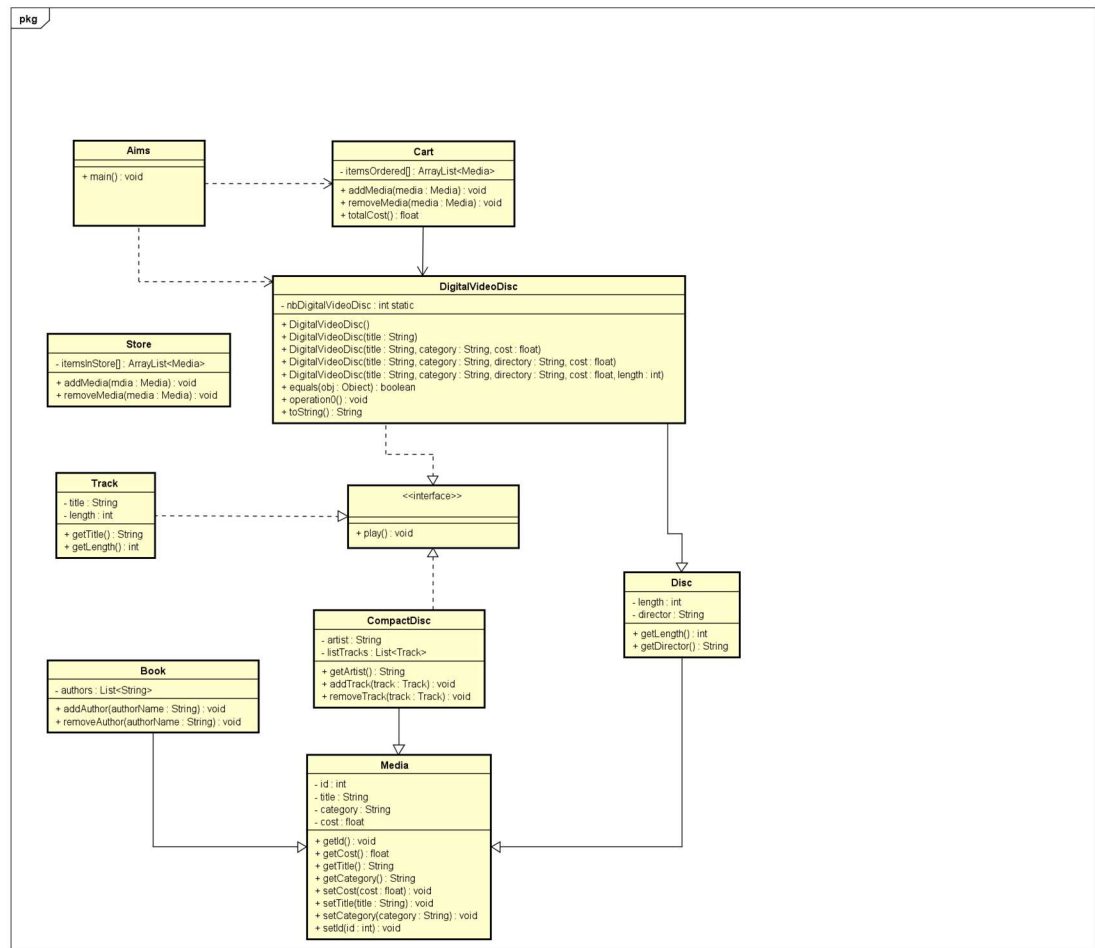 pkg
Aims
+ main() : void
Cart
- itemsOrdered[] : ArrayList<Media>
+ addMedia(media : Media) : void
+ removeMedia(media : Media) : void
+ totalCost() : float
DigitalVideoDisc
- nbDigitalVideoDisc : int static
+ DigitalVideoDisc()
+ DigitalVideoDisc(title : String)
+ DigitalVideoDisc(title : String, category : String, cost : float)
+ DigitalVideoDisc(title : String, category : String, directory : String, cost : float)
+ DigitalVideoDisc(title : String, category : String, directory : String, cost : float, length : int)
+ equals(obj : Obiect) : boolean
+ operation0() : void
+ toString() : String
Store
- itemsInStore[] : ArrayList<Media>
+ addMedia(mdia : Media) : void
+ removeMedia(media : Media) : void
Track
- title : String
- length : int
+ getTitle() : String
+ getLength() : int
<<interface>>
+ play() : void
Disc
- length : int
- director : String
+ getLength() : int
+ getDirector() : String
CompactDisc
- artist : String
- listTracks : List<Track>
+ getArtist() : String
+ addTrack(track : Track) : void
+ removeTrack(track : Track) : void
Book
- authors : List<String>
+ addAuthor(authorName : String) : void
+ removeAuthor(authorName : String) : void
Media
- id : int
- title : String
- category : String
- cost : float
+ getId() : void
+ getCost() : float
+ getTitle() : String
+ getCategory() : String
+ setCost(cost : float) : void
+ setTitle(title : String) : void
+ setCategory(category : String) : void
+ setId(id : int) : void